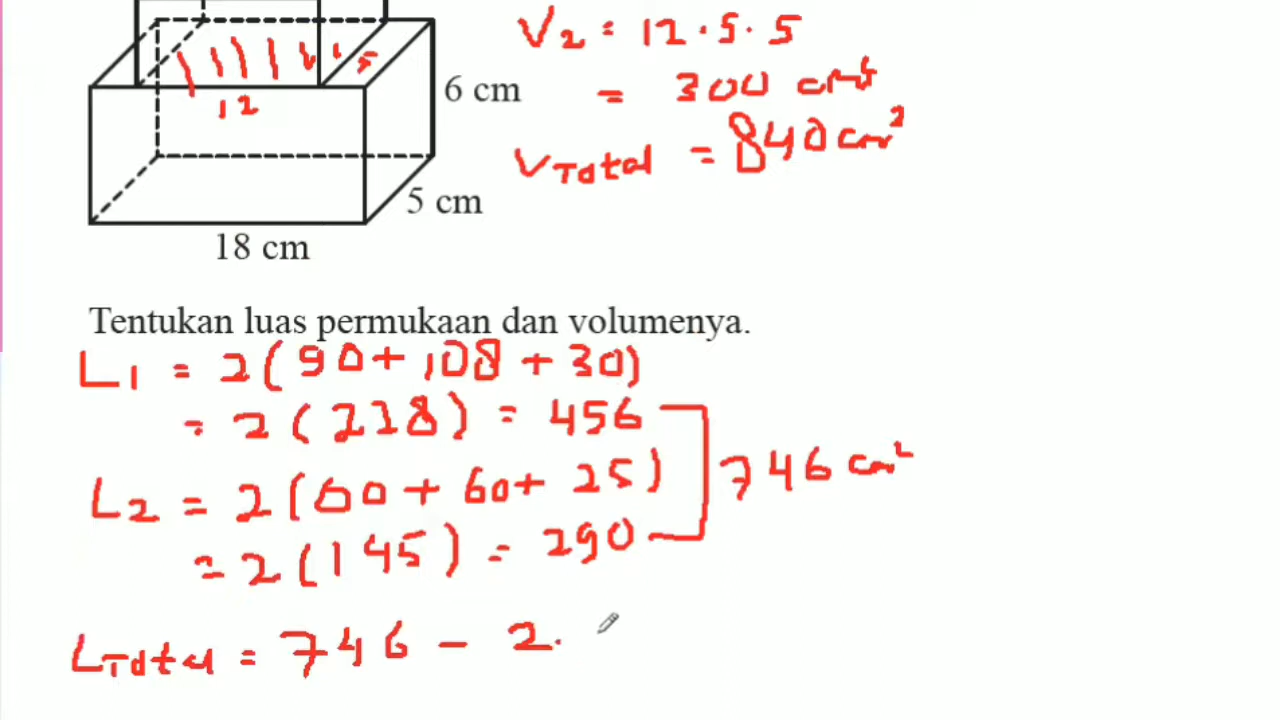 V2 = 12.5.5
= 300 cm³
VTotal = 840 cm³
12
5
6 cm
5 cm
18 cm
Tentukan luas permukaan dan volumenya.
L1 = 2(90+108+30)
= 2(228) = 456
L2 = 2(60+60+25)
= 2(145) = 290
746 cm²
LTotal = 746 - 2.